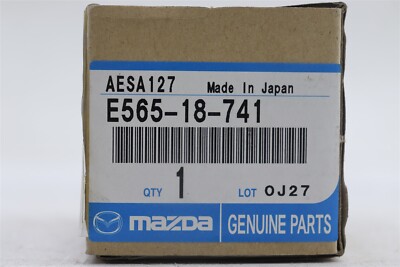 AESA127 Made In Japan
E565-18-741
QTY 1 LOT OJ27
mazda GENUINE PARTS